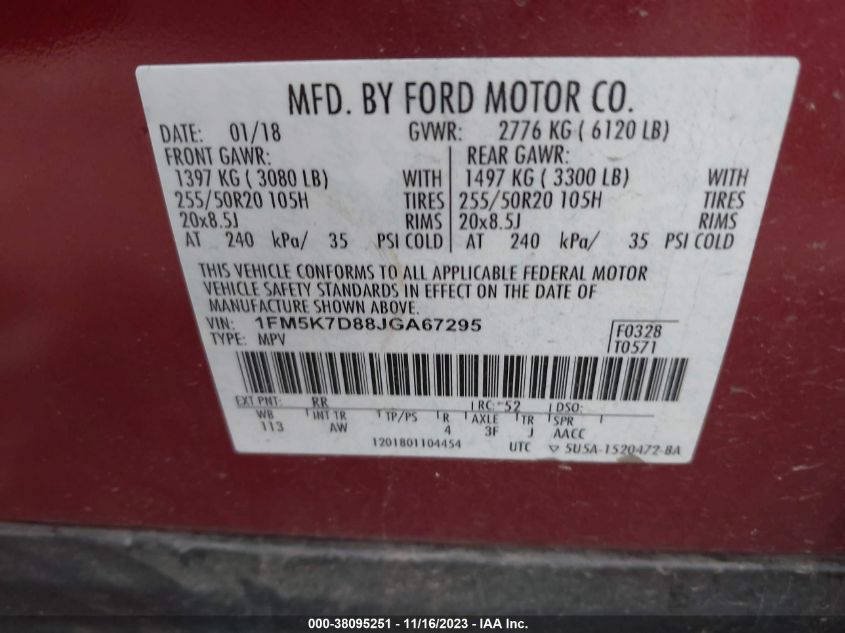 MFD. BY FORD MOTOR CO.
DATE: 01/18 GVWR: 2776 KG ( 6120 LB)
FRONT GAWR: REAR GAWR:
1397 KG ( 3080 LB) WITH 1497 KG ( 3300 LB) WITH
255/50R20 105H TIRES 255/50R20 105H TIRES
20x8.5J RIMS 20x8.5J RIMS
AT 240 kPa/ 35 PSI COLD AT 240 kPa/ 35 PSI COLD
THIS VEHICLE CONFORMS TO ALL APPLICABLE FEDERAL MOTOR
VEHICLE SAFETY STANDARDS IN EFFECT ON THE DATE OF
MANUFACTURE SHOWN ABOVE.
VIN: 1FM5K7D88JGA67295 F0328
TYPE: MPV T0571
EXT PNT: RR RC: 52 DSO:
WB INT TR TP/PS R AXLE TR SPR
113 AW 4 3F J AACC
1201801104454 UTC ▽ 5U5A-1520472-BA
000-38095251 - 11/16/2023 - IAA Inc.